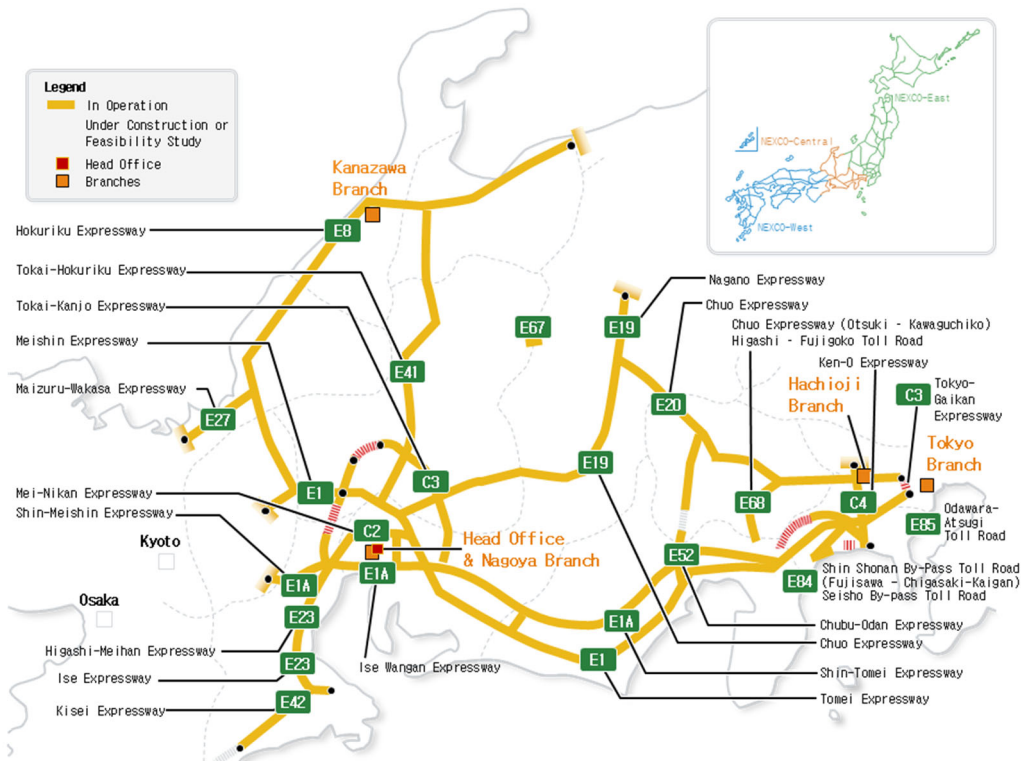 Legend
In Operation
Under Construction or
Feasibility Study
Head Office
Branches
NEXCO-East
NEXCO-Central
NEXCO-West
Kanazawa
Branch
Hokuriku Expressway
E8
Tokai-Hokuriku Expressway
Tokai-Kanjo Expressway
Meishin Expressway
Maizuru-Wakasa Expressway
E27
E41
E67
E19
Nagano Expressway
Chuo Expressway
Chuo Expressway (Otsuki - Kawaguchiko)
Higashi - Fujigoko Toll Road
Ken-O Expressway
Hachioji
Branch
C3
Tokyo-
Gaikan
Expressway
Tokyo
Branch
E20
E19
C3
E1
E68
C4
E85
Odawara-
Atsugi
Toll Road
Mei-Nikan Expressway
Shin-Meishin Expressway
C2
Head Office
& Nagoya Branch
Kyoto
E1A
E1A
E52
E84
Shin Shonan By-Pass Toll Road
(Fujisawa - Chigasaki-Kaigan)
Seisho By-pass Toll Road
Osaka
E23
E1A
Chubu-Odan Expressway
Higashi-Meihan Expressway
Ise Wangan Expressway
E1
Chuo Expressway
Ise Expressway
E23
Shin-Tomei Expressway
Kisei Expressway
E42
Tomei Expressway